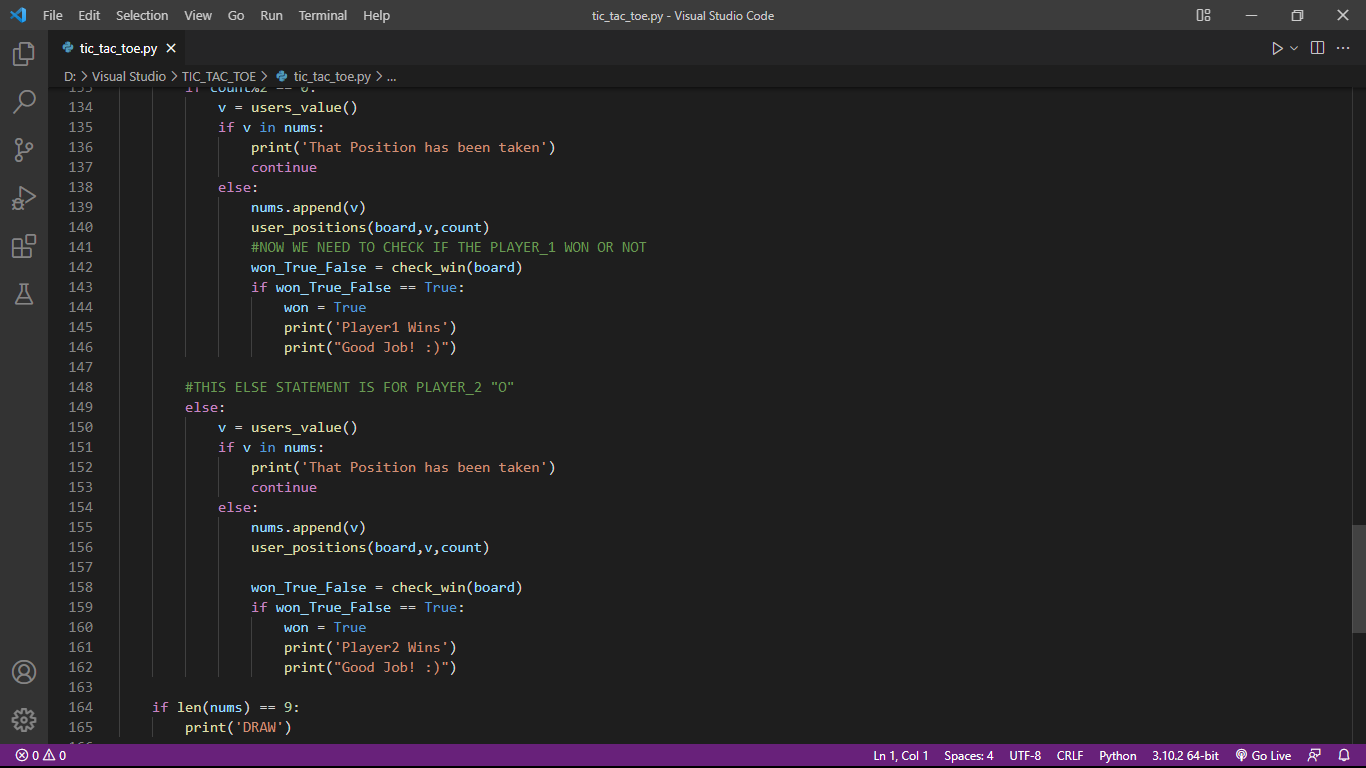 File Edit Selection View Go Run Terminal Help tic_tac_toe.py - Visual Studio Code
tic_tac_toe.py
D: > Visual Studio > TIC_TAC_TOE > tic_tac_toe.py > ...
133 if count%2 == 0:
134 v = users_value()
135 if v in nums:
136 print('That Position has been taken')
137 continue
138 else:
139 nums.append(v)
140 user_positions(board,v,count)
141 #NOW WE NEED TO CHECK IF THE PLAYER_1 WON OR NOT
142 won_True_False = check_win(board)
143 if won_True_False == True:
144 won = True
145 print('Player1 Wins')
146 print("Good Job! :)")
147
148 #THIS ELSE STATEMENT IS FOR PLAYER_2 "O"
149 else:
150 v = users_value()
151 if v in nums:
152 print('That Position has been taken')
153 continue
154 else:
155 nums.append(v)
156 user_positions(board,v,count)
157
158 won_True_False = check_win(board)
159 if won_True_False == True:
160 won = True
161 print('Player2 Wins')
162 print("Good Job! :)")
163
164 if len(nums) == 9:
165 print('DRAW')
0 0 Ln 1, Col 1 Spaces: 4 UTF-8 CRLF Python 3.10.2 64-bit Go Live